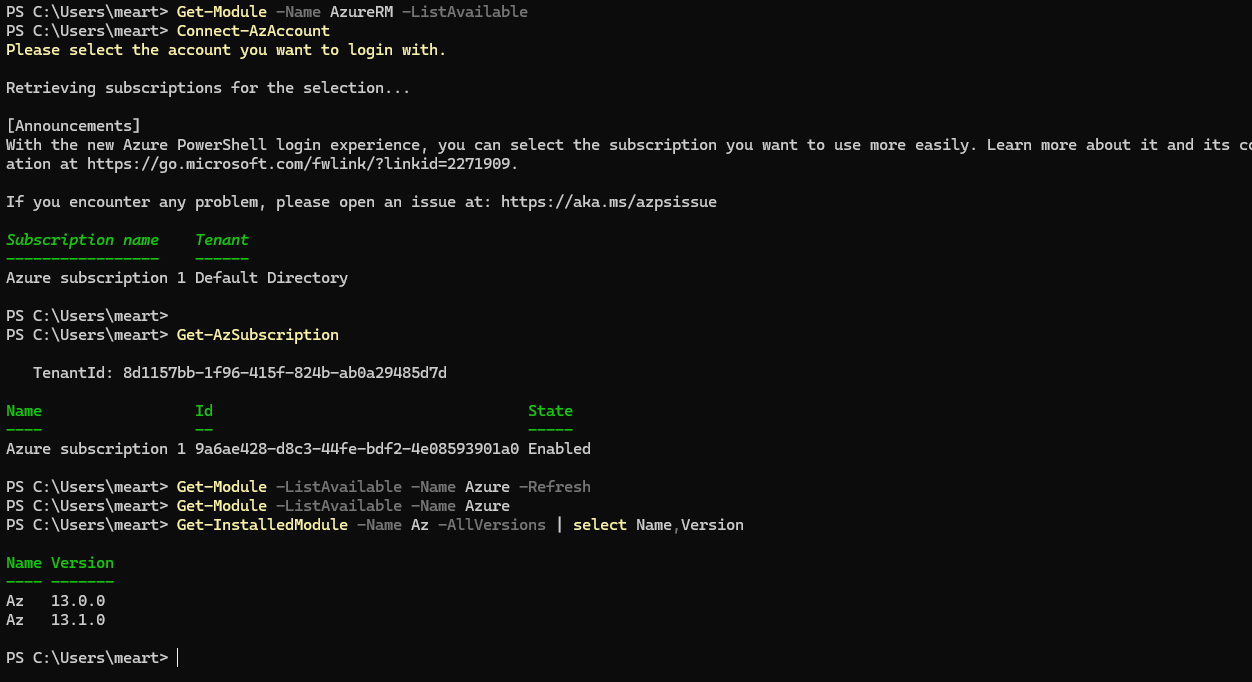 PS C:\Users\meart> Get-Module -Name AzureRM -ListAvailable
PS C:\Users\meart> Connect-AzAccount
Please select the account you want to login with.
Retrieving subscriptions for the selection...
[Announcements]
With the new Azure PowerShell login experience, you can select the subscription you want to use more easily. Learn more about it and its co
ation at https://go.microsoft.com/fwlink/?linkid=2271909.
If you encounter any problem, please open an issue at: https://aka.ms/azpsissue
Subscription name    Tenant
-----------------    ------
Azure subscription 1 Default Directory
PS C:\Users\meart>
PS C:\Users\meart> Get-AzSubscription
   TenantId: 8d1157bb-1f96-415f-824b-ab0a29485d7d
Name                 Id                                   State
----                 --                                   -----
Azure subscription 1 9a6ae428-d8c3-44fe-bdf2-4e08593901a0 Enabled
PS C:\Users\meart> Get-Module -ListAvailable -Name Azure -Refresh
PS C:\Users\meart> Get-Module -ListAvailable -Name Azure
PS C:\Users\meart> Get-InstalledModule -Name Az -AllVersions | select Name,Version
Name Version
---- -------
Az   13.0.0
Az   13.1.0
PS C:\Users\meart>